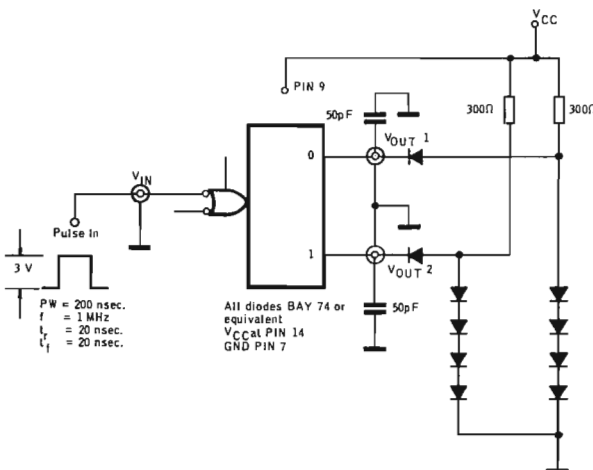 VCC
PIN 9
50pF
300Ω
300Ω
VOUT 1
0
VIN
Pulse In
1
VOUT 2
3 V
50pF
PW = 200 nsec.
f = 1 MHz
tr = 20 nsec.
tf = 20 nsec.
All diodes BAY 74 or
equivalent
VCC at PIN 14
GND PIN 7